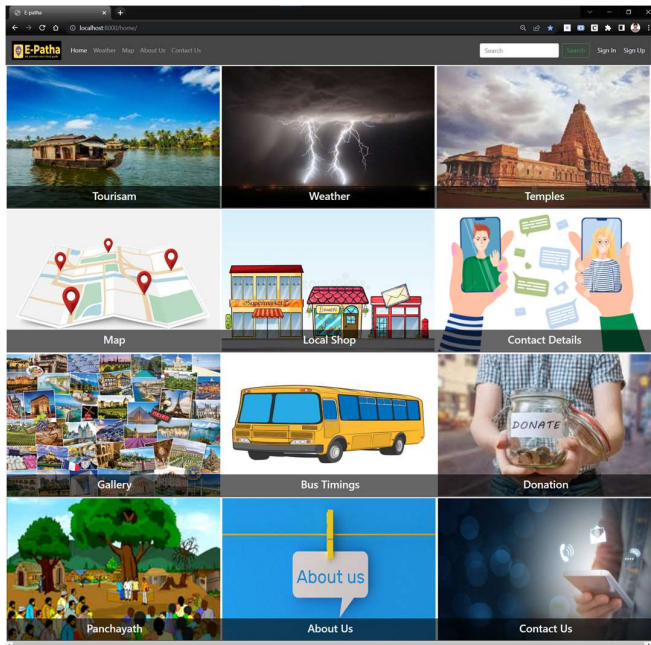 E-patha
localhost:8000/home/
E-Patha
Home Weather Map About Us Contact Us
Search
Search
Sign In Sign Up
Tourisam
Weather
Temples
Supermarket
Map
Local Shop
Contact Details
DONATE
Gallery
Bus Timings
Donation
About us
Panchayath
About Us
Contact Us